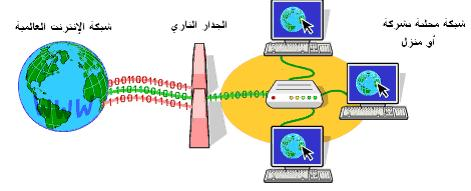 شبكة محلية بشركة
أو منزل
الجدار الناري
شبكة الإنترنت العالمية
WWW